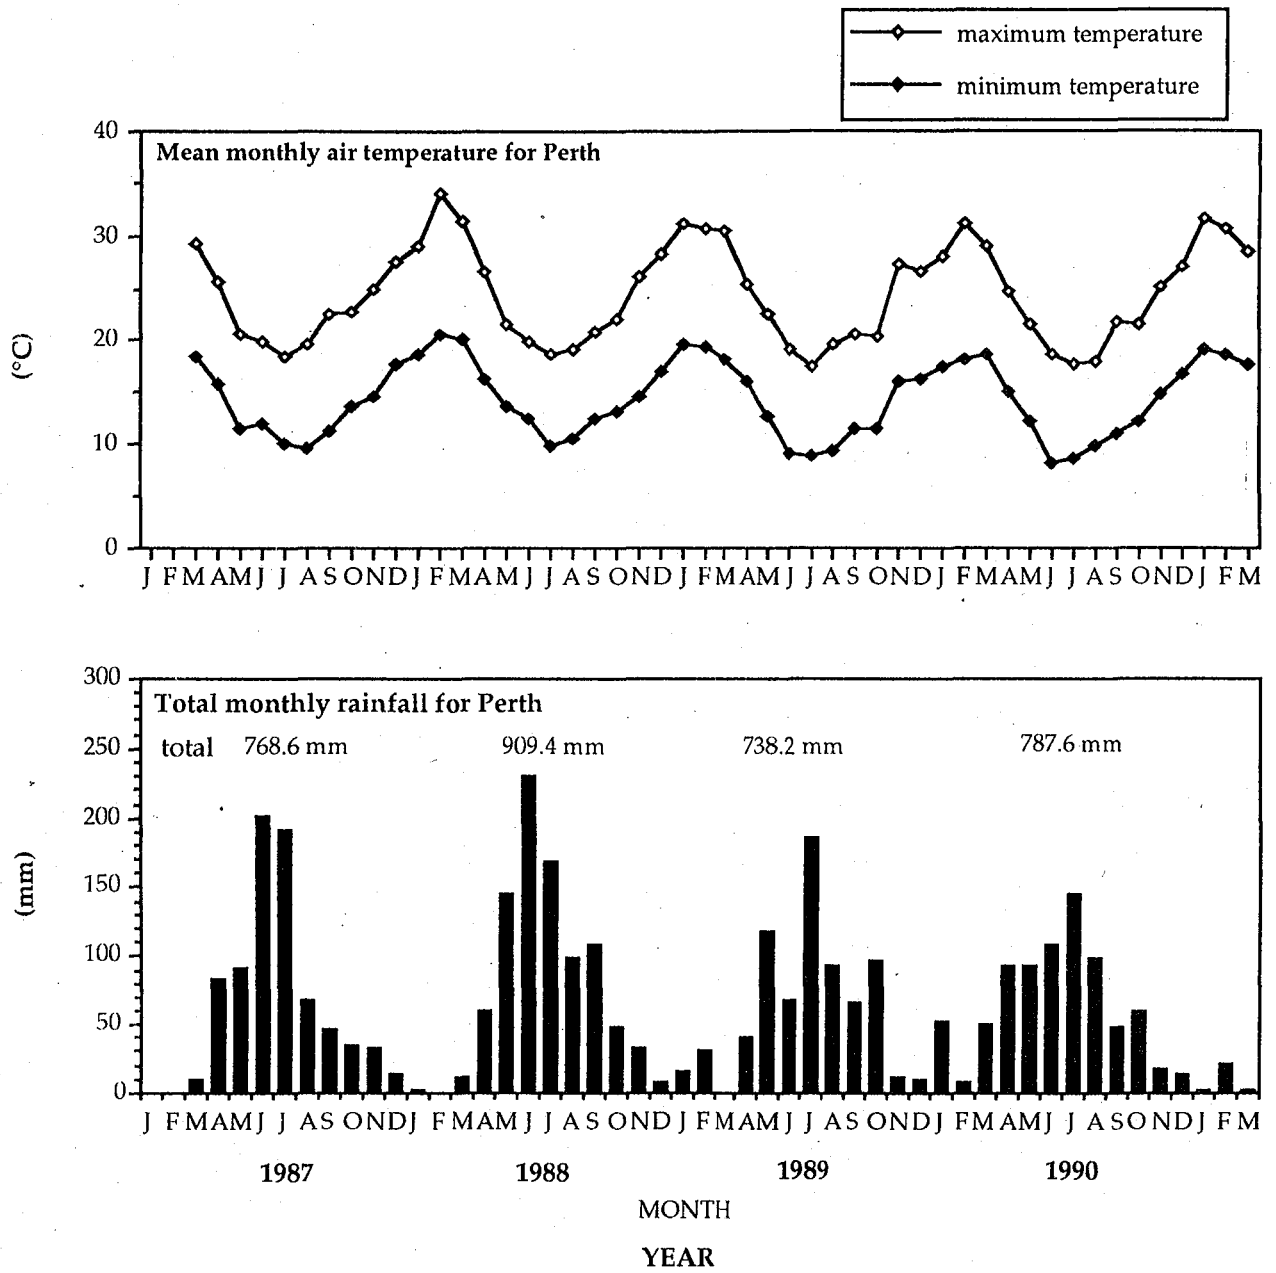 maximum temperature
minimum temperature
40
Mean monthly air temperature for Perth
30
20
10
0
(°C)
J F M A M J J A S O N D J F M A M J J A S O N D J F M A M J J A S O N D J F M A M J J A S O N D J F M
300
Total monthly rainfall for Perth
250
total 768.6 mm 909.4 mm 738.2 mm 787.6 mm
200
150
100
50
0
(mm)
J F M A M J J A S O N D J F M A M J J A S O N D J F M A M J J A S O N D J F M A M J J A S O N D J F M
1987 1988 1989 1990
MONTH
YEAR